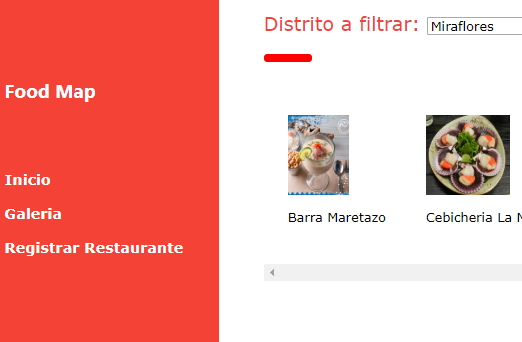 Distrito a filtrar: Miraflores
Food Map
Inicio
Galeria
Registrar Restaurante
Barra Maretazo
Cebicheria La